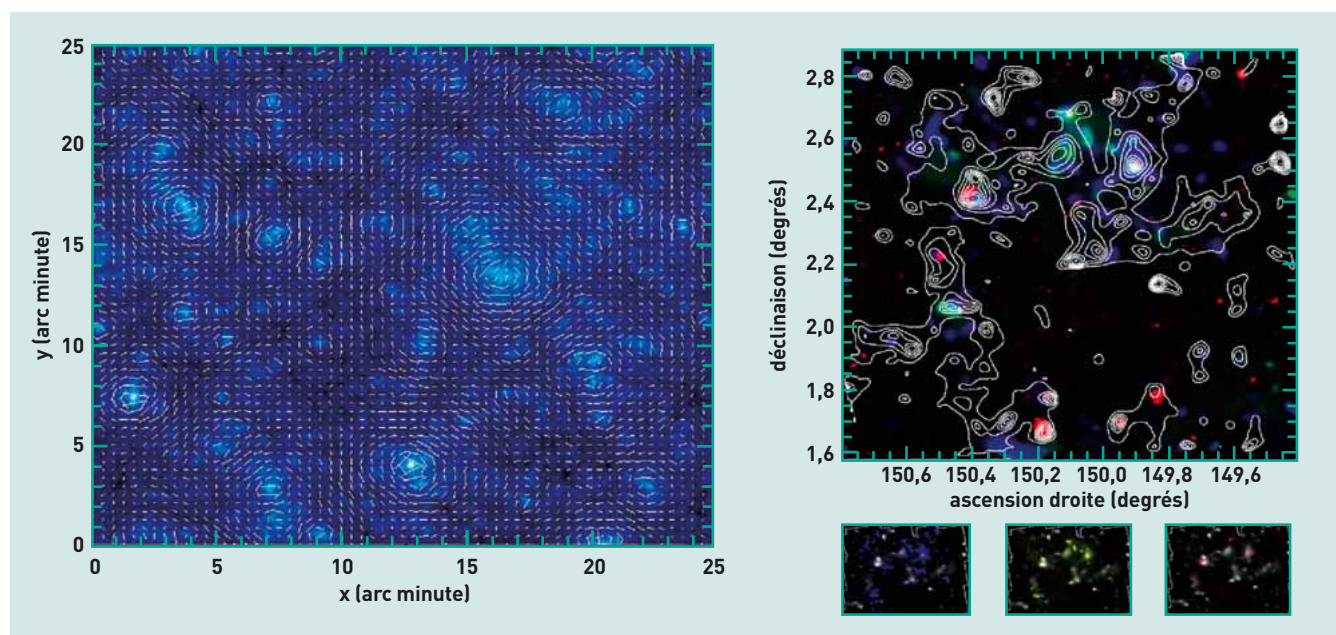 25
20
15
10
5
0
y (arc minute)
0 5 10 15 20 25
x (arc minute)
2,8
2,6
2,4
2,2
2,0
1,8
1,6
déclinaison (degrés)
150,6 150,4 150,2 150,0 149,8 149,6
ascension droite (degrés)